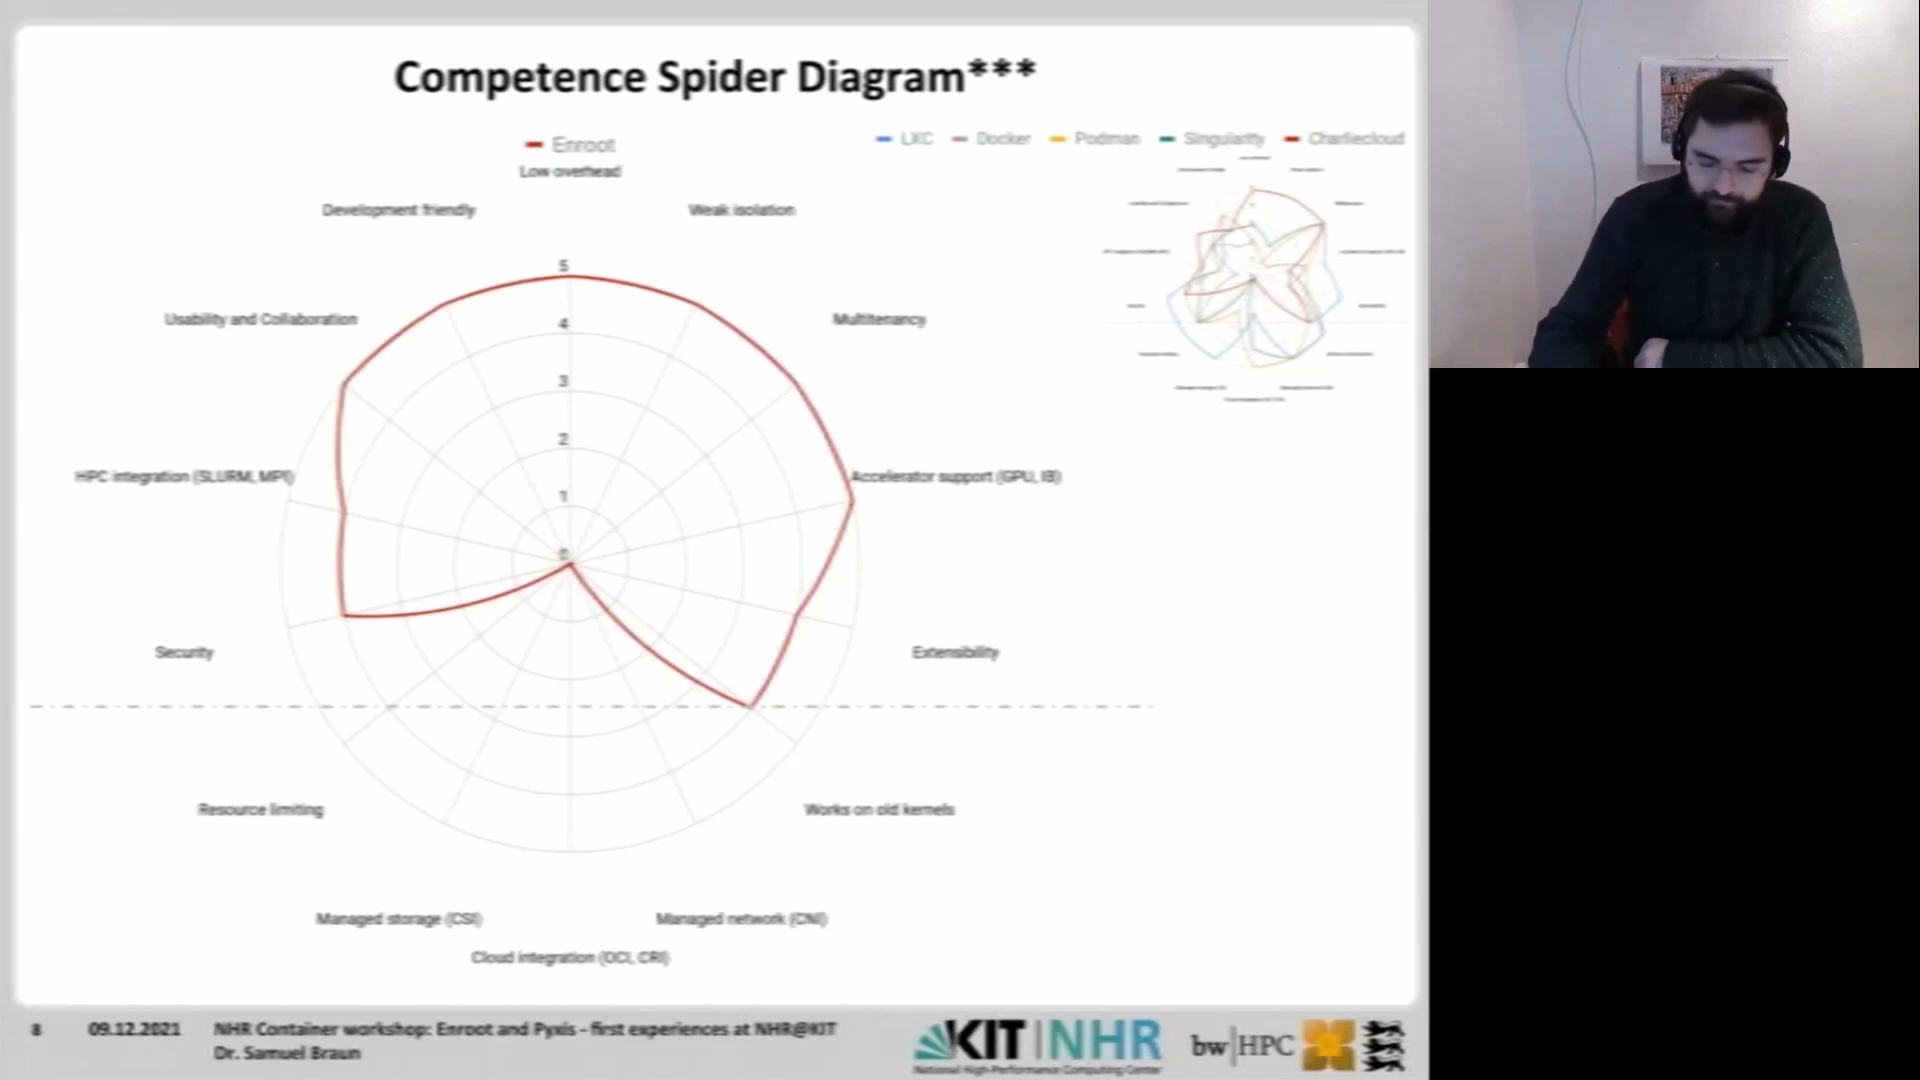 Competence Spider Diagram***
Enroot
LXC Docker Podman Singularity Charliecloud
Low overhead
Development friendly
Weak isolation
Usability and Collaboration
Multitenancy
HPC integration (SLURM, MPI)
Accelerator support (GPU, IB)
5
4
3
2
1
0
Security
Extensibility
Resource limiting
Works on old kernels
Managed storage (CSI)
Managed network (CNI)
Cloud integration (OCI, CRI)
8 09.12.2021 NHR Container workshop: Enroot and Pyxis - first experiences at NHR@KIT
Dr. Samuel Braun
KIT NHR
National High-Performance Computing Center
bw HPC